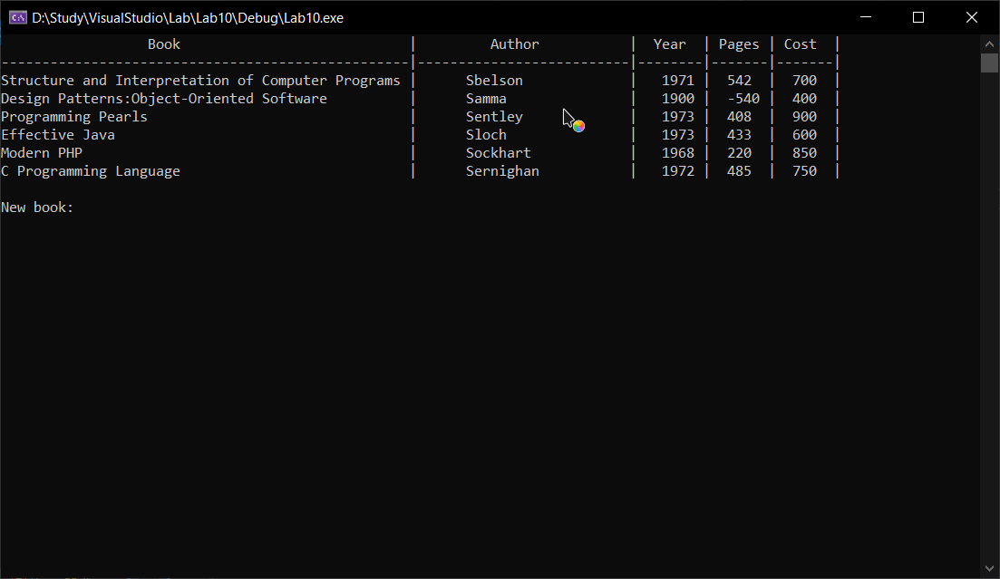 D:\Study\VisualStudio\Lab\Lab10\Debug\Lab10.exe
                  Book                            |         Author           |  Year  | Pages | Cost  |
--------------------------------------------------|--------------------------|--------|-------|-------|
Structure and Interpretation of Computer Programs |      Sbelson             |   1971 |  542  |  700  |
Design Patterns:Object-Oriented Software          |      Samma               |   1900 |  -540 |  400  |
Programming Pearls                                |      Sentley             |   1973 |  408  |  900  |
Effective Java                                    |      Sloch               |   1973 |  433  |  600  |
Modern PHP                                        |      Sockhart            |   1968 |  220  |  850  |
C Programming Language                            |      Sernighan           |   1972 |  485  |  750  |
New book: